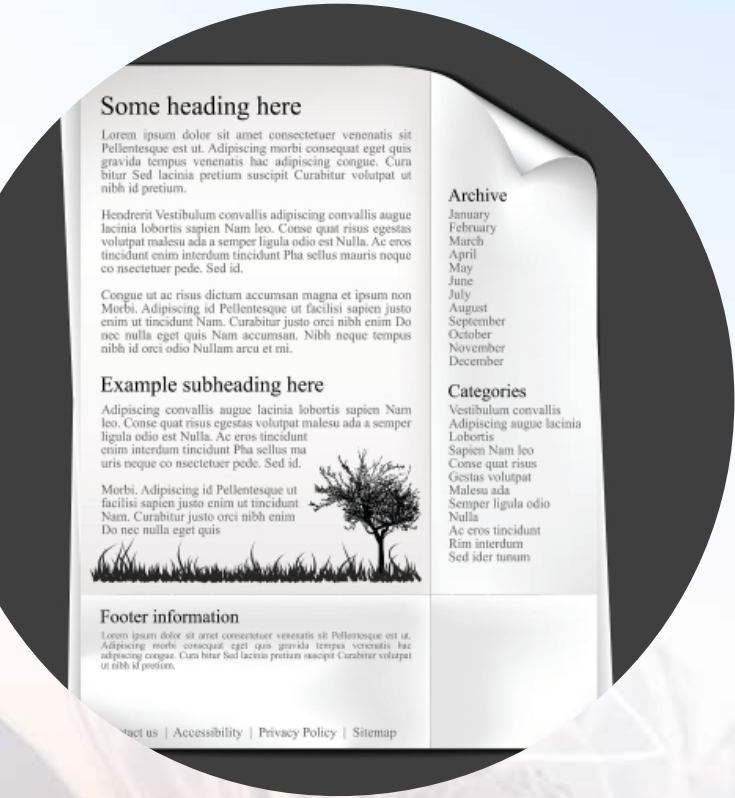 Some heading here
Lorem ipsum dolor sit amet consectetuer venenatis sit
Pellentesque est ut. Adipiscing morbi consequat eget quis
gravida tempus venenatis hac adipiscing congue. Cura
bitur Sed lacinia pretium suscipit Curabitur volutpat ut
nibh id pretium.
Hendrerit Vestibulum convallis adipiscing convallis augue
lacinia lobortis sapien Nam leo. Conse quat risus egestas
volutpat malesu ada a semper ligula odio est Nulla. Ac eros
tincidunt enim interdum tincidunt Pha sellus mauris neque
co nsectetuer pede. Sed id.
Congue ut ac risus dictum accumsan magna et ipsum non
Morbi. Adipiscing id Pellentesque ut facilisi sapien justo
enim ut tincidunt Nam. Curabitur justo orci nibh enim Do
nec nulla eget quis Nam accumsan. Nibh neque tempus
nibh id orci odio Nullam arcu et mi.
Example subheading here
Adipiscing convallis augue lacinia lobortis sapien Nam
leo. Conse quat risus egestas volutpat malesu ada a semper
ligula odio est Nulla. Ac eros tincidunt
enim interdum tincidunt Pha sellus ma
uris neque co nsectetuer pede. Sed id.
Morbi. Adipiscing id Pellentesque ut
facilisi sapien justo enim ut tincidunt
Nam. Curabitur justo orci nibh enim
Do nec nulla eget quis
Archive
January
February
March
April
May
June
July
August
September
October
November
December
Categories
Vestibulum convallis
Adipiscing augue lacinia
Lobortis
Sapien Nam leo
Conse quat risus
Gestas volutpat
Malesu ada
Semper ligula odio
Nulla
Ac eros tincidunt
Rim interdum
Sed ider tunum
Footer information
Lorem ipsum dolor sit amet consectetuer venenatis sit Pellentesque est ut.
Adipiscing morbi consequat eget quis gravida tempus venenatis hac
adipiscing congue. Cura bitur Sed lacinia pretium suscipit Curabitur volutpat
ut nibh id pretium.
us | Accessibility | Privacy Policy | Sitemap